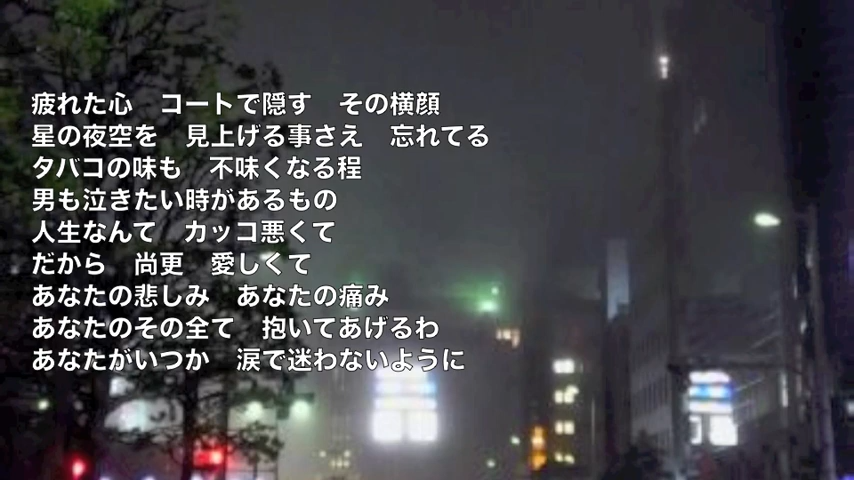 疲れた心　コートで隠す　その横顔
星の夜空を　見上げる事さえ　忘れてる
タバコの味も　不味くなる程
男も泣きたい時があるもの
人生なんて　カッコ悪くて
だから　尚更　愛しくて
あなたの悲しみ　あなたの痛み
あなたのその全て　抱いてあげるわ
あなたがいつか　涙で迷わないように